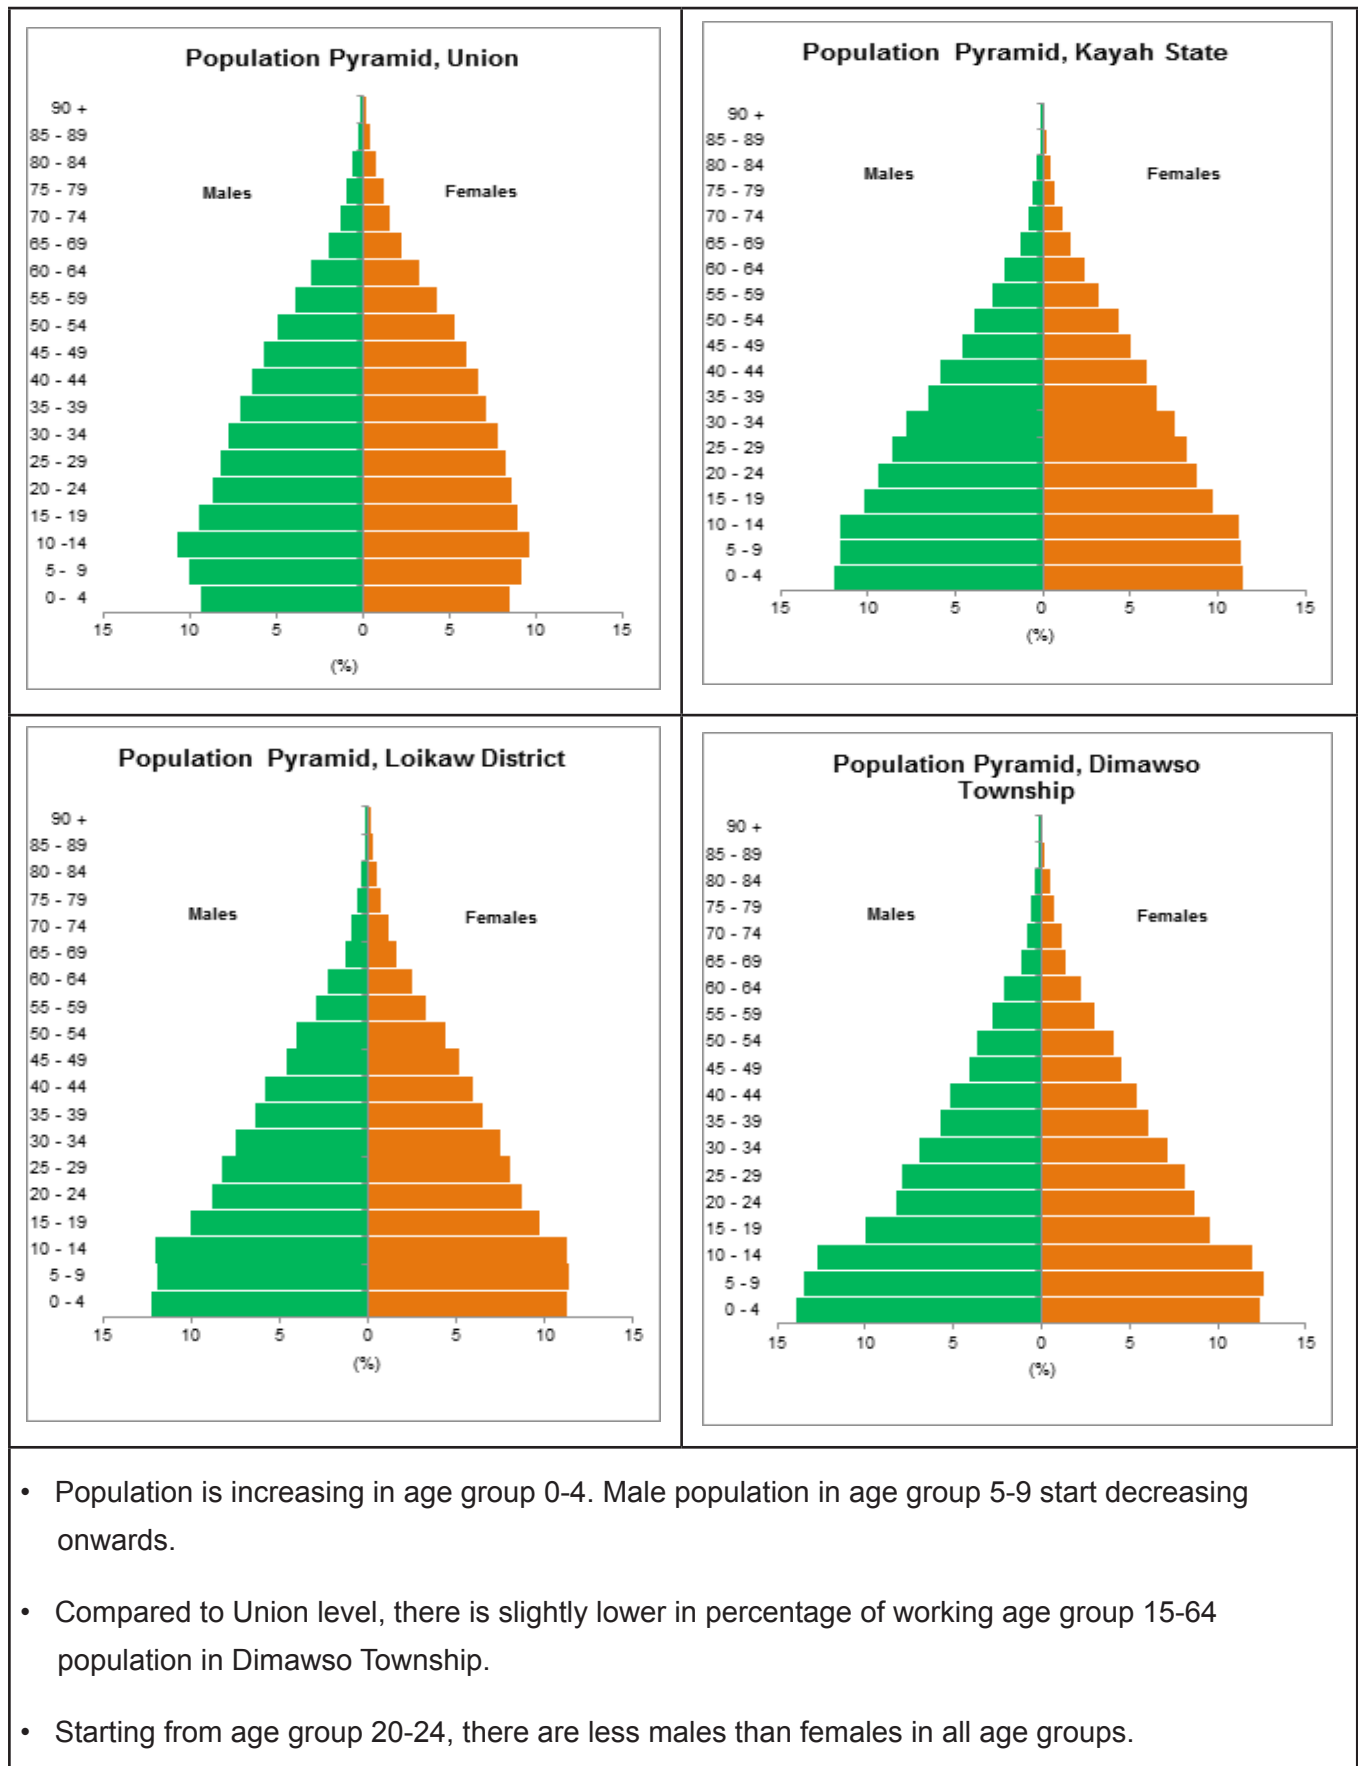 Population Pyramid, Union
90 +
85 - 89
80 - 84
75 - 79
70 - 74
65 - 69
60 - 64
55 - 59
50 - 54
45 - 49
40 - 44
35 - 39
30 - 34
25 - 29
20 - 24
15 - 19
10 -14
5 - 9
0 - 4
Males
Females
15 10 5 0 5 10 15
(%)
Population Pyramid, Kayah State
90 +
85 - 89
80 - 84
75 - 79
70 - 74
65 - 69
60 - 64
55 - 59
50 - 54
45 - 49
40 - 44
35 - 39
30 - 34
25 - 29
20 - 24
15 - 19
10 - 14
5 - 9
0 - 4
Males
Females
15 10 5 0 5 10 15
(%)
Population Pyramid, Loikaw District
90 +
85 - 89
80 - 84
75 - 79
70 - 74
65 - 69
60 - 64
55 - 59
50 - 54
45 - 49
40 - 44
35 - 39
30 - 34
25 - 29
20 - 24
15 - 19
10 - 14
5 - 9
0 - 4
Males
Females
15 10 5 0 5 10 15
(%)
Population Pyramid, Dimawso
Township
90 +
85 - 89
80 - 84
75 - 79
70 - 74
65 - 69
60 - 64
55 - 59
50 - 54
45 - 49
40 - 44
35 - 39
30 - 34
25 - 29
20 - 24
15 - 19
10 - 14
5 - 9
0 - 4
Males
Females
15 10 5 0 5 10 15
(%)
• Population is increasing in age group 0-4. Male population in age group 5-9 start decreasing
onwards.
• Compared to Union level, there is slightly lower in percentage of working age group 15-64
population in Dimawso Township.
• Starting from age group 20-24, there are less males than females in all age groups.